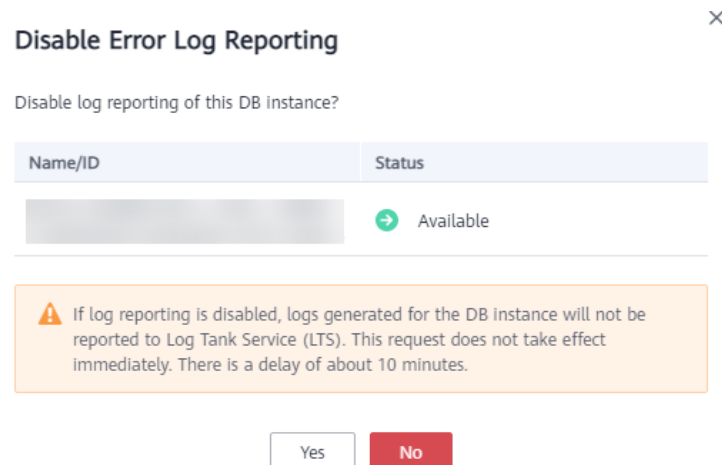 Disable Error Log Reporting
Disable log reporting of this DB instance?
Name/ID Status
Available
If log reporting is disabled, logs generated for the DB instance will not be
reported to Log Tank Service (LTS). This request does not take effect
immediately. There is a delay of about 10 minutes.
Yes No